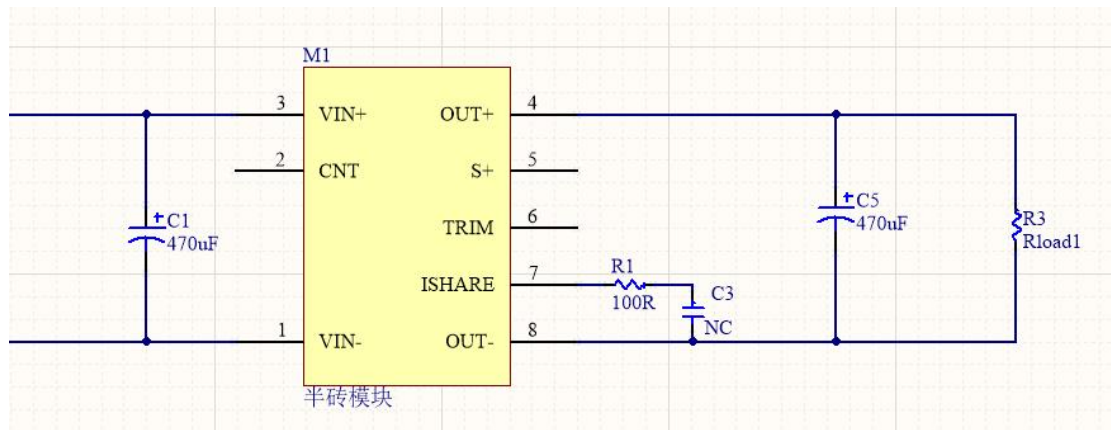 M1
3 VIN+ OUT+ 4
2 CNT S+ 5
TRIM 6
ISHARE 7
1 VIN- OUT- 8
半砖模块
+ C1
470uF
R1
100R
C3
NC
+ C5
470uF
R3
Rload1